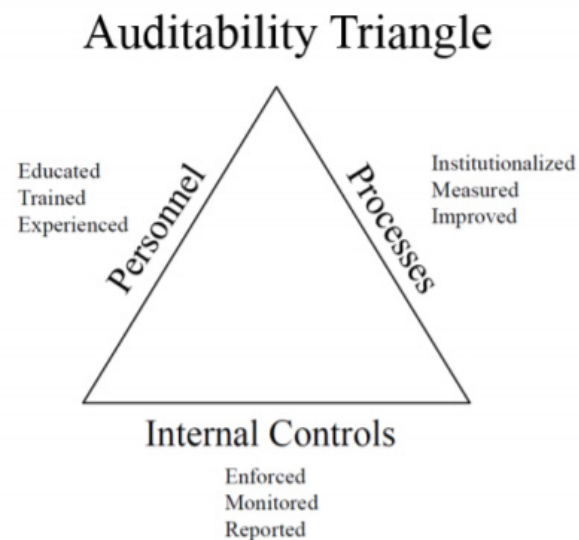 Auditability Triangle
Educated
Trained
Experienced
Personnel
Processes
Institutionalized
Measured
Improved
Internal Controls
Enforced
Monitored
Reported